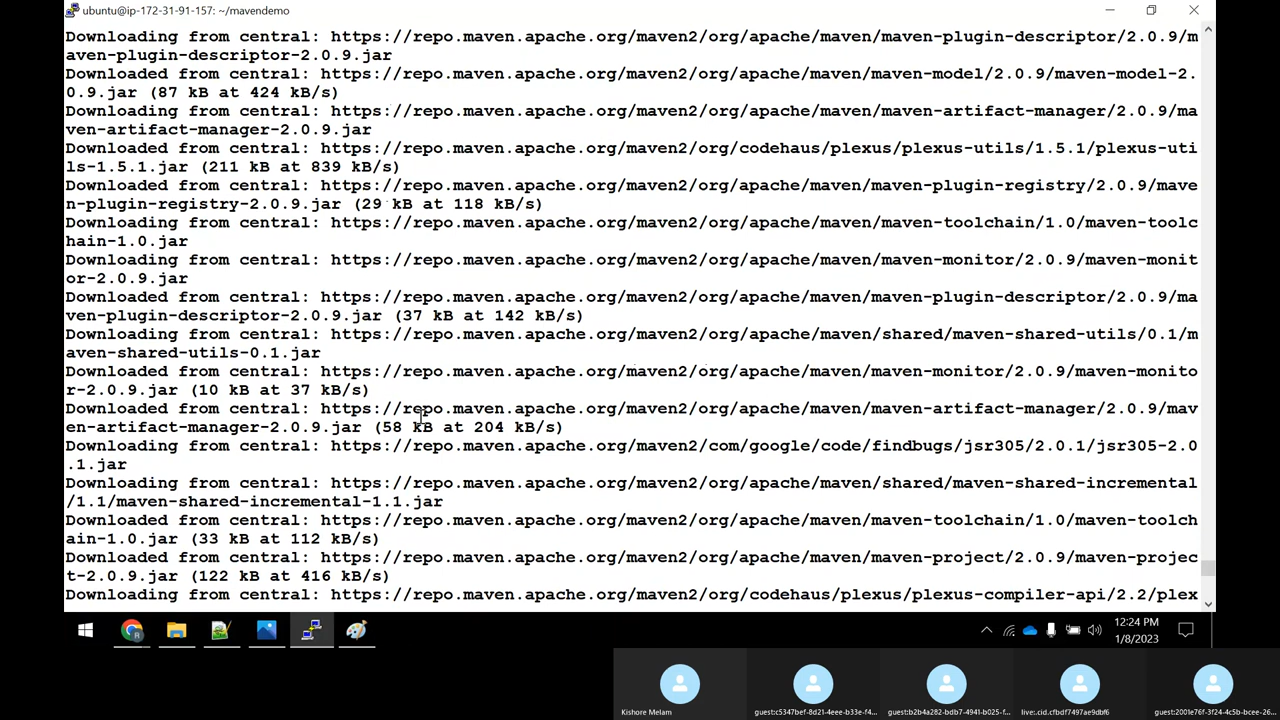 ubuntu@ip-172-31-91-157: ~/mavendemo
Downloading from central: https://repo.maven.apache.org/maven2/org/apache/maven/maven-plugin-descriptor/2.0.9/m
aven-plugin-descriptor-2.0.9.jar
Downloaded from central: https://repo.maven.apache.org/maven2/org/apache/maven/maven-model/2.0.9/maven-model-2.
0.9.jar (87 kB at 424 kB/s)
Downloading from central: https://repo.maven.apache.org/maven2/org/apache/maven/maven-artifact-manager/2.0.9/ma
ven-artifact-manager-2.0.9.jar
Downloaded from central: https://repo.maven.apache.org/maven2/org/codehaus/plexus/plexus-utils/1.5.1/plexus-uti
ls-1.5.1.jar (211 kB at 839 kB/s)
Downloaded from central: https://repo.maven.apache.org/maven2/org/apache/maven/maven-plugin-registry/2.0.9/mave
n-plugin-registry-2.0.9.jar (29 kB at 118 kB/s)
Downloading from central: https://repo.maven.apache.org/maven2/org/apache/maven/maven-toolchain/1.0/maven-toolc
hain-1.0.jar
Downloading from central: https://repo.maven.apache.org/maven2/org/apache/maven/maven-monitor/2.0.9/maven-monit
or-2.0.9.jar
Downloaded from central: https://repo.maven.apache.org/maven2/org/apache/maven/maven-plugin-descriptor/2.0.9/ma
ven-plugin-descriptor-2.0.9.jar (37 kB at 142 kB/s)
Downloading from central: https://repo.maven.apache.org/maven2/org/apache/maven/shared/maven-shared-utils/0.1/m
aven-shared-utils-0.1.jar
Downloaded from central: https://repo.maven.apache.org/maven2/org/apache/maven/maven-monitor/2.0.9/maven-monito
r-2.0.9.jar (10 kB at 37 kB/s)
Downloaded from central: https://repo.maven.apache.org/maven2/org/apache/maven/maven-artifact-manager/2.0.9/mav
en-artifact-manager-2.0.9.jar (58 kB at 204 kB/s)
Downloading from central: https://repo.maven.apache.org/maven2/com/google/code/findbugs/jsr305/2.0.1/jsr305-2.0
.1.jar
Downloading from central: https://repo.maven.apache.org/maven2/org/apache/maven/shared/maven-shared-incremental
/1.1/maven-shared-incremental-1.1.jar
Downloaded from central: https://repo.maven.apache.org/maven2/org/apache/maven/maven-toolchain/1.0/maven-toolch
ain-1.0.jar (33 kB at 112 kB/s)
Downloaded from central: https://repo.maven.apache.org/maven2/org/apache/maven/maven-project/2.0.9/maven-projec
t-2.0.9.jar (122 kB at 416 kB/s)
Downloading from central: https://repo.maven.apache.org/maven2/org/codehaus/plexus/plexus-compiler-api/2.2/plex
12:24 PM
1/8/2023
Kishore Melam
guest:c5347bef-8d21-4eee-b33e-f4...
guest:b2b4a282-bdb7-4941-b025-f...
live:.cid.cfbdf7497ae9dbf6
guest:2001e76f-3f24-4c5b-bcee-26...